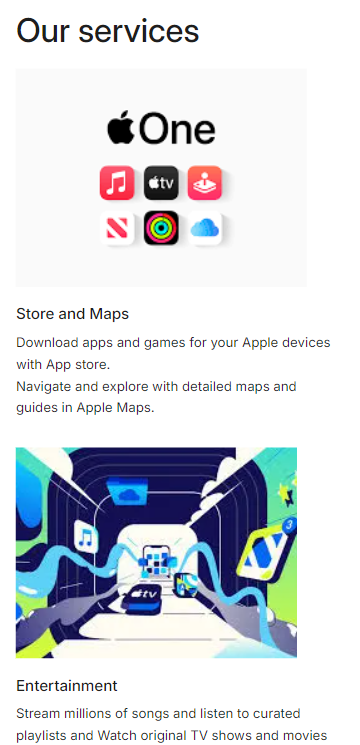 Our services
One
tv
Store and Maps
Download apps and games for your Apple devices
with App store.
Navigate and explore with detailed maps and
guides in Apple Maps.
3
tv
Entertainment
Stream millions of songs and listen to curated
playlists and Watch original TV shows and movies